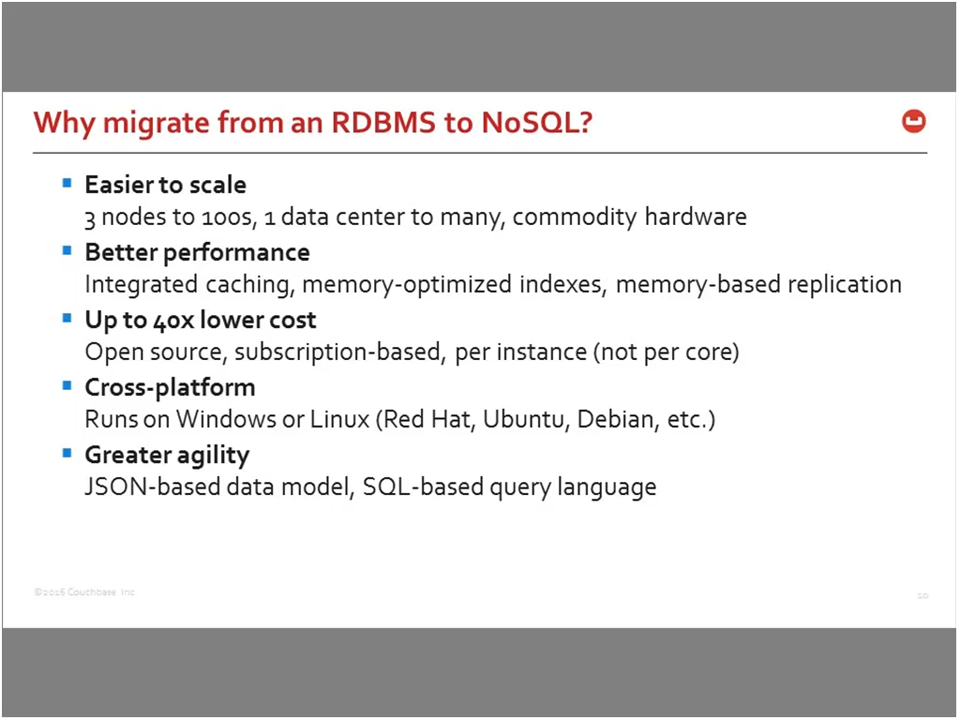 Why migrate from an RDBMS to NoSQL?
Easier to scale
3 nodes to 100s, 1 data center to many, commodity hardware
Better performance
Integrated caching, memory-optimized indexes, memory-based replication
Up to 40x lower cost
Open source, subscription-based, per instance (not per core)
Cross-platform
Runs on Windows or Linux (Red Hat, Ubuntu, Debian, etc.)
Greater agility
JSON-based data model, SQL-based query language
©2016 Couchbase Inc